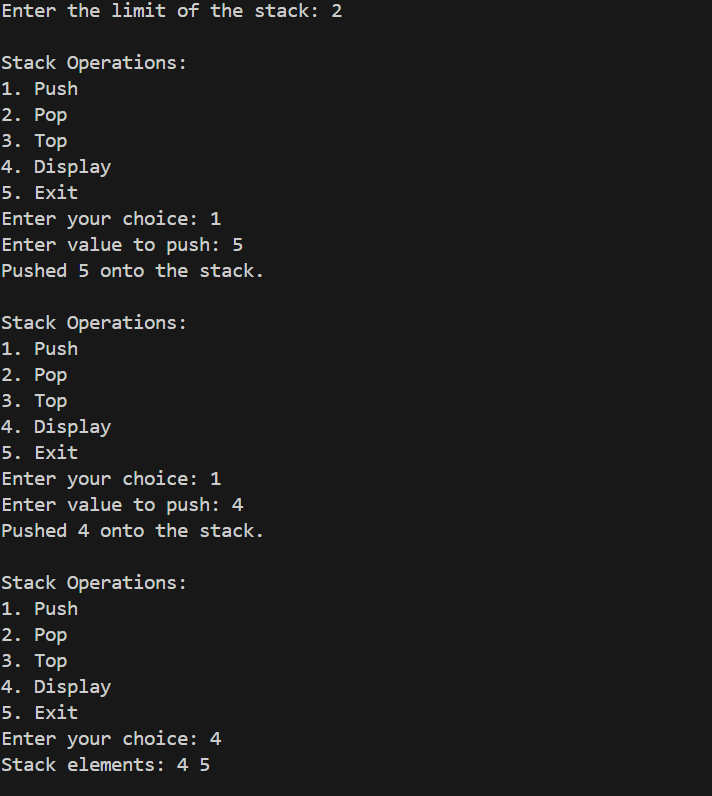 Enter the limit of the stack: 2
Stack Operations:
1. Push
2. Pop
3. Top
4. Display
5. Exit
Enter your choice: 1
Enter value to push: 5
Pushed 5 onto the stack.
Stack Operations:
1. Push
2. Pop
3. Top
4. Display
5. Exit
Enter your choice: 1
Enter value to push: 4
Pushed 4 onto the stack.
Stack Operations:
1. Push
2. Pop
3. Top
4. Display
5. Exit
Enter your choice: 4
Stack elements: 4 5